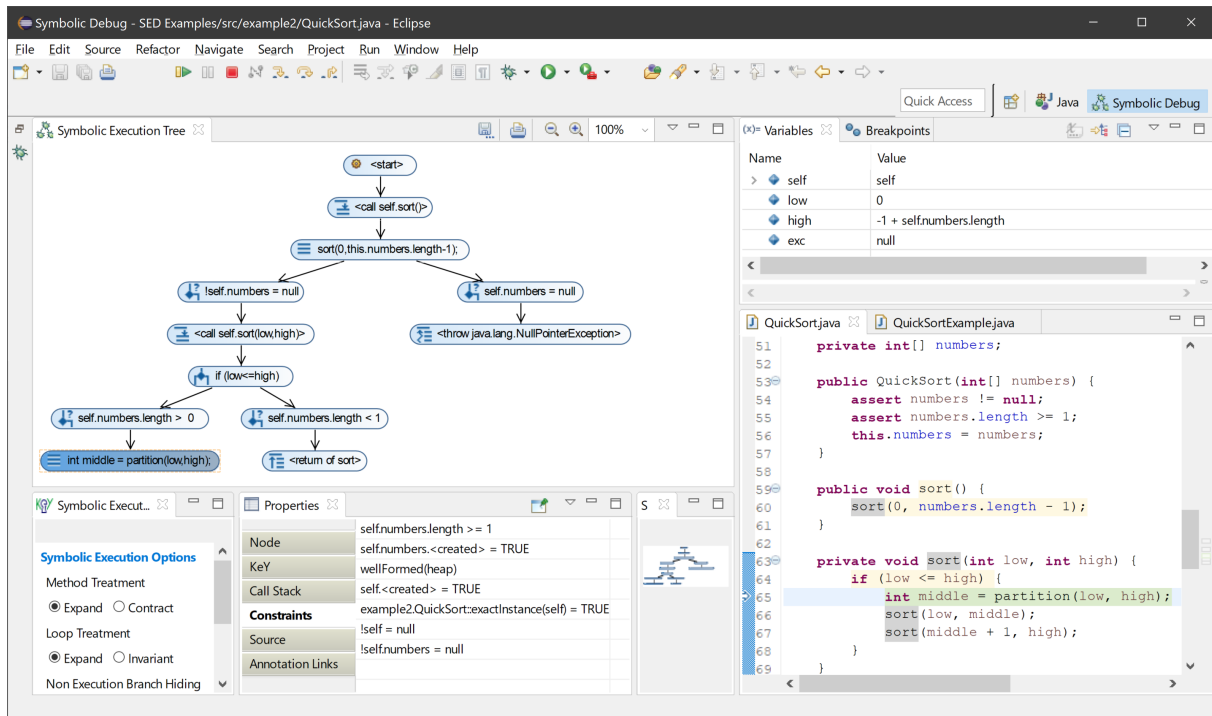 Symbolic Debug - SED Examples/src/example2/QuickSort.java - Eclipse
File Edit Source Refactor Navigate Search Project Run Window Help
Quick Access
Java
Symbolic Debug
Symbolic Execution Tree
100%
<start>
<call self.sort()>
sort(0,this.numbers.length-1);
!self.numbers = null
self.numbers = null
<call self.sort(low,high)>
<throw java.lang.NullPointerException>
if (low<=high)
self.numbers.length > 0
self.numbers.length < 1
int middle = partition(low,high);
<return of sort>
(x)= Variables
Breakpoints
Name Value
self self
low 0
high -1 + self.numbers.length
exc null
QuickSort.java
QuickSortExample.java
51 private int[] numbers;
52
53 public QuickSort(int[] numbers) {
54 assert numbers != null;
55 assert numbers.length >= 1;
56 this.numbers = numbers;
57 }
58
59 public void sort() {
60 sort(0, numbers.length - 1);
61 }
62
63 private void sort(int low, int high) {
64 if (low <= high) {
65 int middle = partition(low, high);
66 sort(low, middle);
67 sort(middle + 1, high);
68 }
69 }
KeY Symbolic Execut...
Symbolic Execution Options
Method Treatment
Expand Contract
Loop Treatment
Expand Invariant
Non Execution Branch Hiding
Properties
Node
KeY
Call Stack
Constraints
Source
Annotation Links
self.numbers.length >= 1
self.numbers.<created> = TRUE
wellFormed(heap)
self.<created> = TRUE
example2.QuickSort::exactInstance(self) = TRUE
!self = null
!self.numbers = null
S